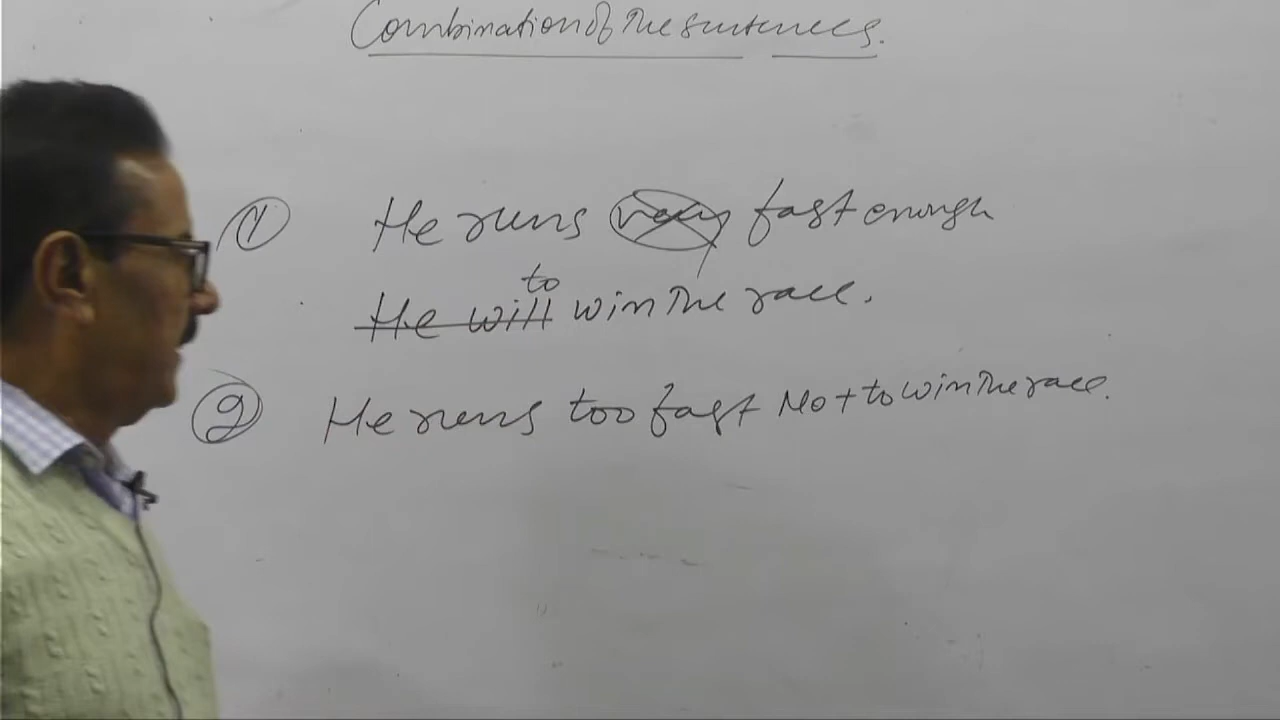 Combination of the sentences.
1 He runs very fast enough
to
He will win the race.
2 He runs too fast Not to win the race.